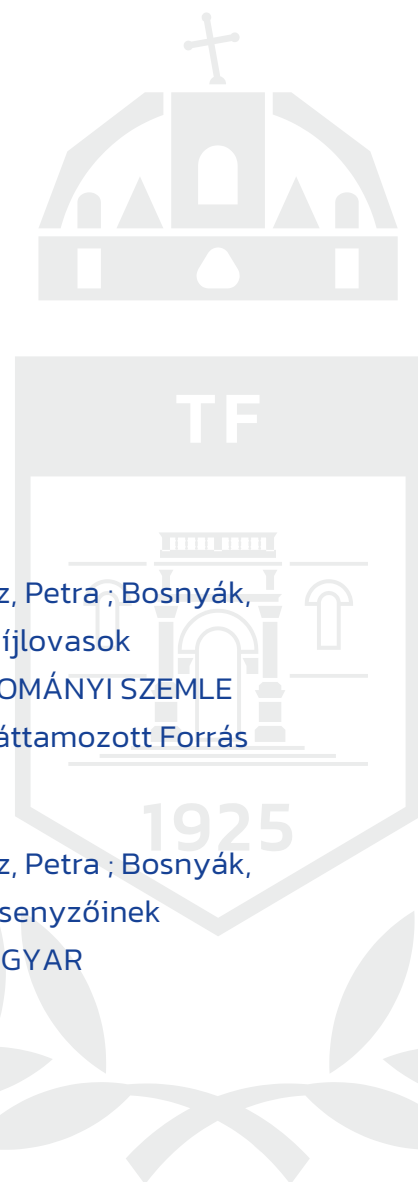 TF
z, Petra ; Bosnyák,
íjlovasok
OMÁNYI SZEMLE
áttamozott Forrás
1925
z, Petra ; Bosnyák,
senyzőinek
GYAR